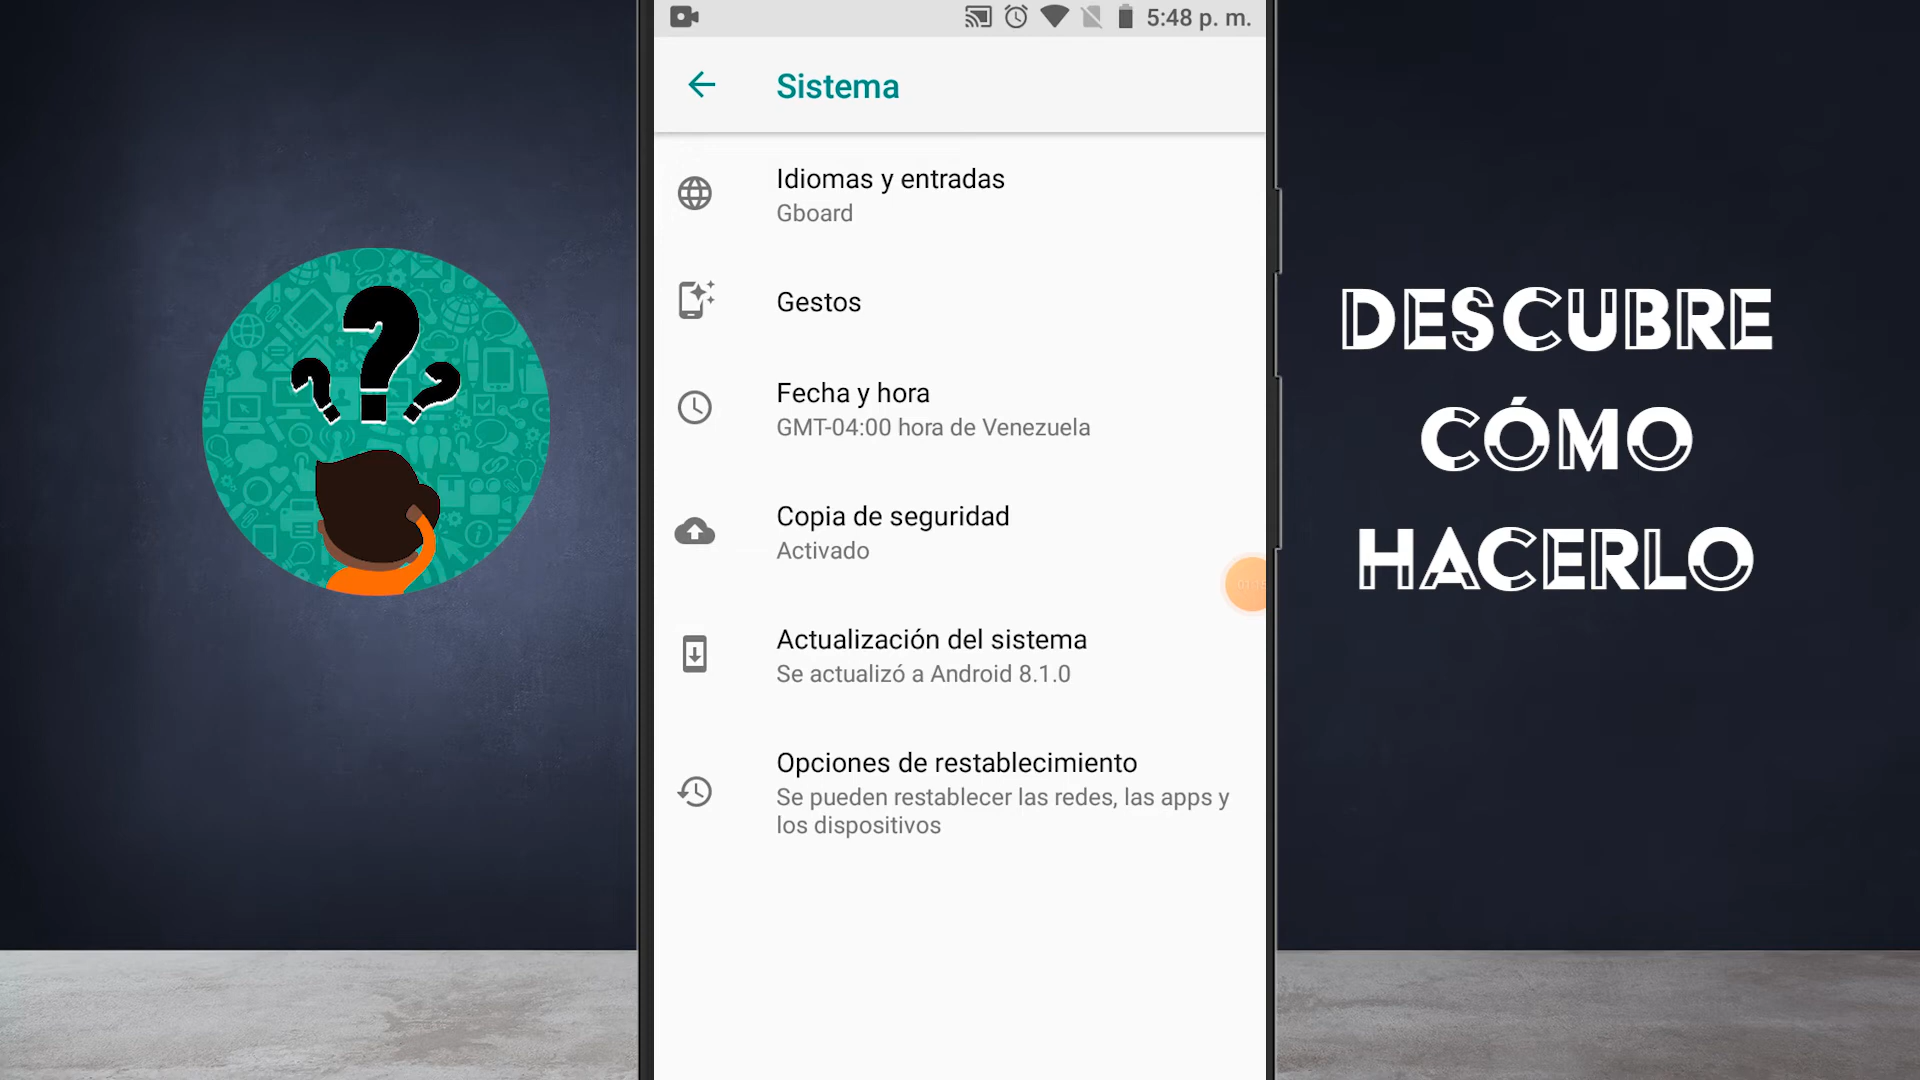 5:48 p. m.
Sistema
Idiomas y entradas
Gboard
Gestos
Fecha y hora
GMT-04:00 hora de Venezuela
Copia de seguridad
Activado
Actualización del sistema
Se actualizó a Android 8.1.0
Opciones de restablecimiento
Se pueden restablecer las redes, las apps y
los dispositivos
DESCUBRE
CÓMO
HACERLO